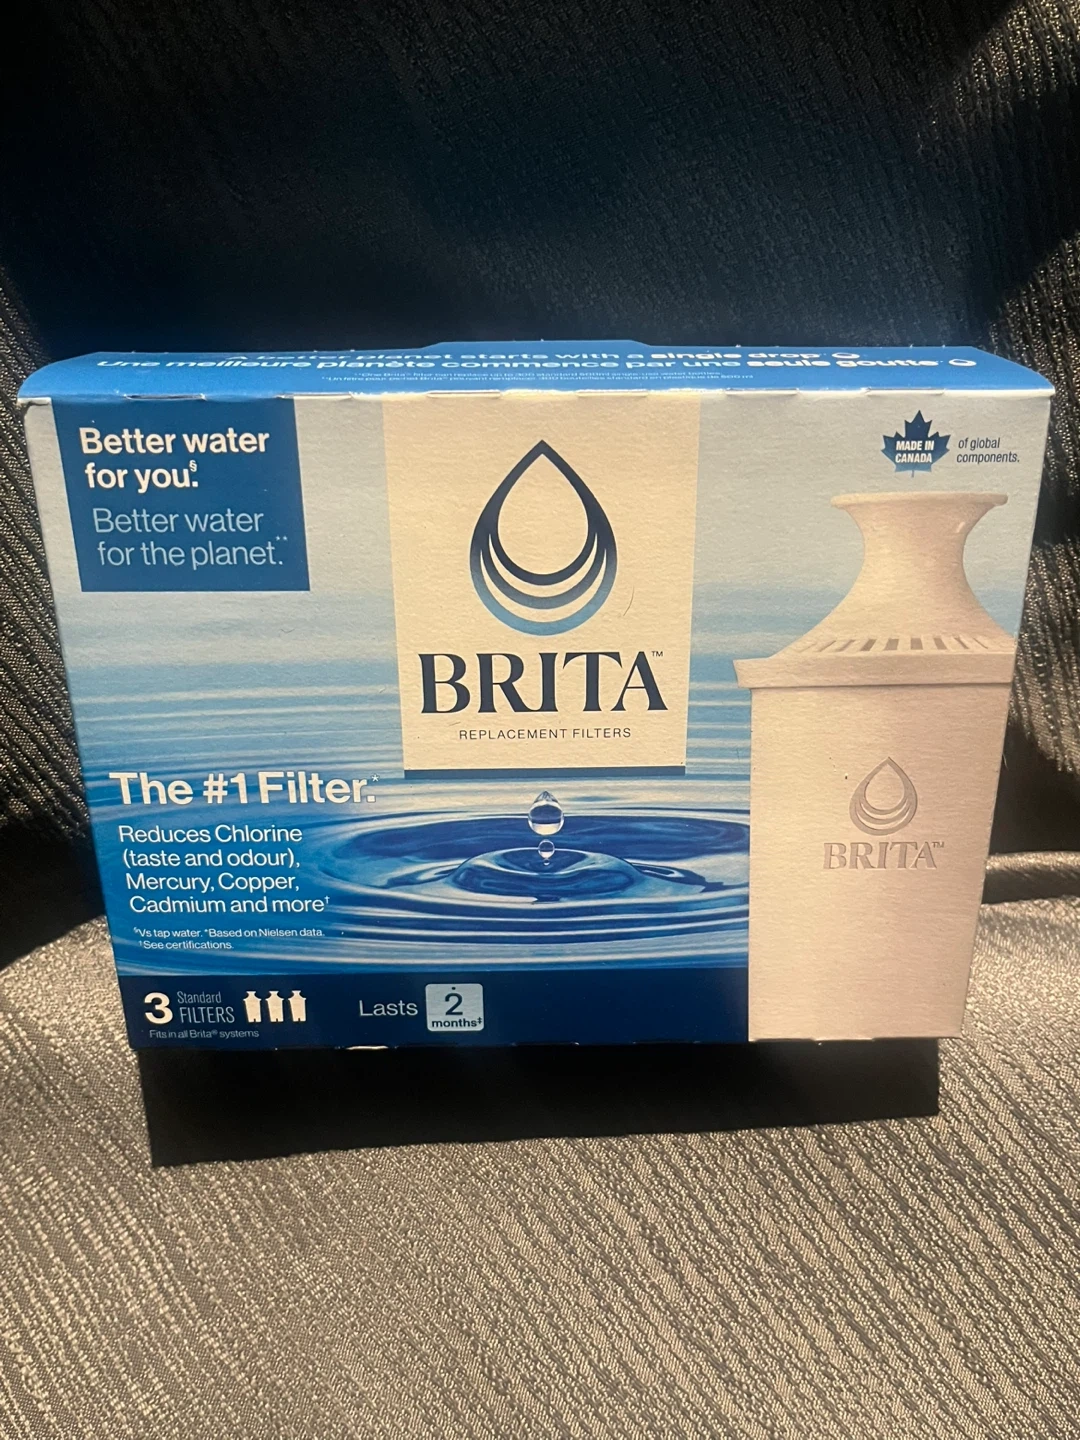 A better planet starts with a single drop
Une meilleure planète commence par une seule goutte
Better water
for you.§
Better water
for the planet.**
MADE IN
CANADA
of global
components.
BRITA™
REPLACEMENT FILTERS
The #1 Filter.*
Reduces Chlorine
(taste and odour),
Mercury, Copper,
Cadmium and more†
§Vs tap water. *Based on Nielsen data.
†See certifications.
BRITA™
3 Standard
FILTERS
Fits in all Brita® systems
Lasts 2
months‡